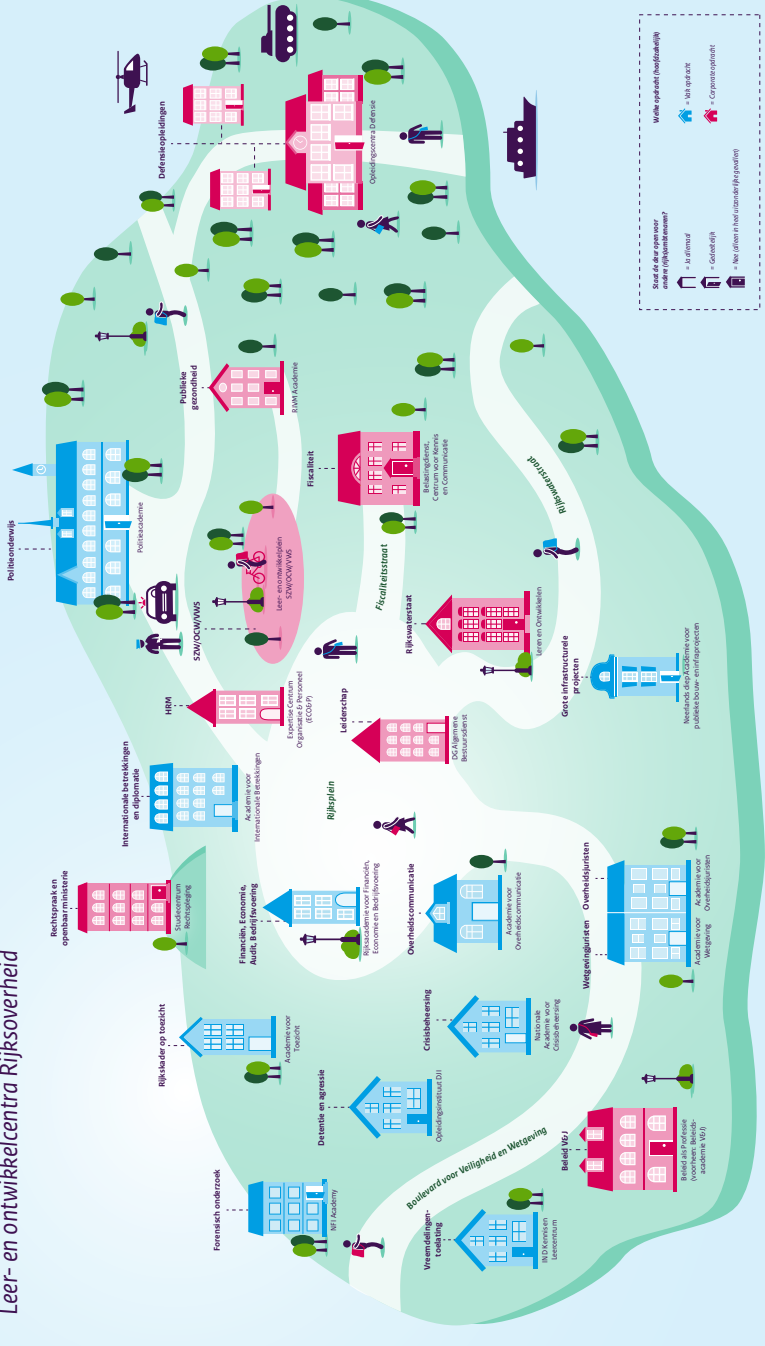 Leer- en ontwikkelcentra Rijksoverheid
Politieonderwijs
Politieacademie
Rechtspraak en
openbaar ministerie
Studiecentrum
Rechtspleging
Internationale betrekkingen
en diplomatie
Academie voor
Internationale Betrekkingen
Defensieopleidingen
Opleidingscentra Defensie
Rijkskader op toezicht
Academie voor
Toezicht
HRM
Expertise Centrum
Organisatie & Personeel
(ECO&P)
SZW/OCW/VWS
Leer- en ontwikkelplein
SZW/OCW/VWS
Publieke
gezondheid
RIVM Academie
Forensisch onderzoek
NFI Academy
Financiën, Economie,
Audit, Bedrijfsvoering
Rijksacademie voor Financiën,
Economie en Bedrijfsvoering
Rijksplein
Leiderschap
DG Algemene
Bestuursdienst
Fiscaliteit
Belastingdienst,
Centrum voor Kennis
en Communicatie
Fiscaliteitsstraat
Detentie en agressie
Opleidingsinstituut DJI
Overheidscommunicatie
Academie voor
Overheidscommunicatie
Rijkswaterstaat
Leren en Ontwikkelen
Crisisbeheersing
Nationale
Academie voor
Crisisbeheersing
Vreemdelingen-
toelating
IND Kennis en
Leercentrum
Boulevard voor Veiligheid en Wetgeving
Rijkswaterstraat
Beleid V&J
Beleid als Professie
(voorheen: Beleids-
academie V&J)
Wetgevingjuristen
Academie voor
Wetgeving
Overheidsjuristen
Academie voor
Overheidsjuristen
Grote infrastructurele
projecten
Neerlands diep Academie voor
publieke bouw- en infraprojecten
Staat de deur open voor
andere (rijks)ambtenaren?
= Ja allemaal
= Gedeeltelijk
= Nee (alleen in heel uitzonderlijke gevallen)
Welke opdracht (hoofdzakelijk)
= Vak opdracht
= Corporate opdracht